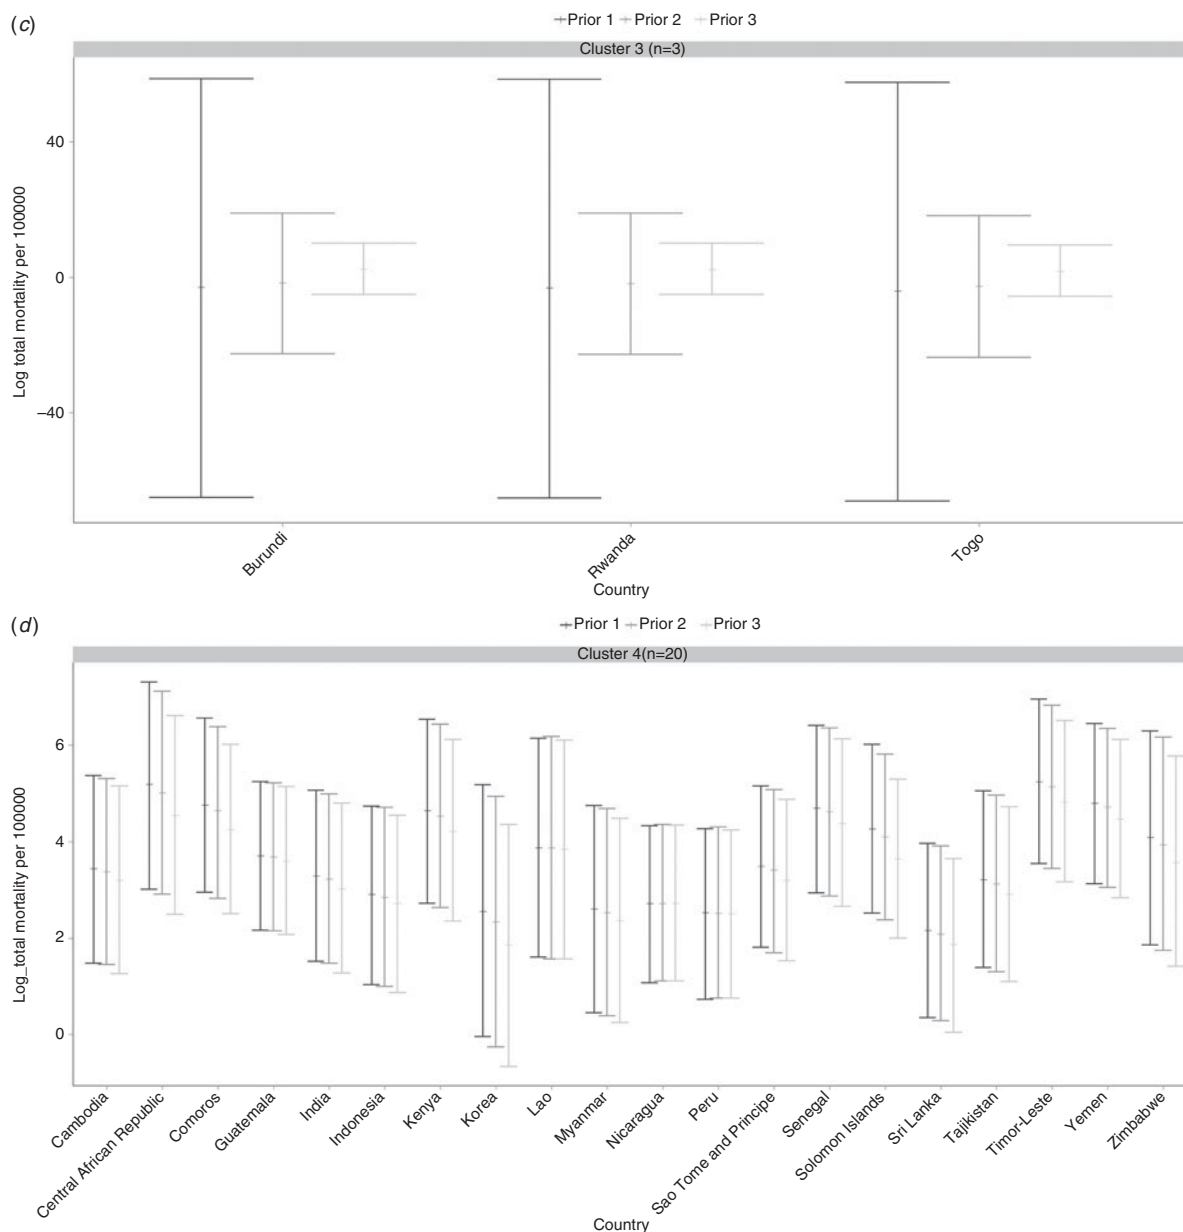 (c)
Prior 1 Prior 2 Prior 3
Cluster 3 (n=3)
Log total mortality per 100000
40
0
–40
Burundi
Rwanda
Togo
Country
(d)
Prior 1 Prior 2 Prior 3
Cluster 4(n=20)
Log_total mortality per 100000
6
4
2
0
Cambodia
Central African Republic
Comoros
Guatemala
India
Indonesia
Kenya
Korea
Lao
Myanmar
Nicaragua
Peru
Sao Tome and Principe
Senegal
Solomon Islands
Sri Lanka
Tajikistan
Timor-Leste
Yemen
Zimbabwe
Country